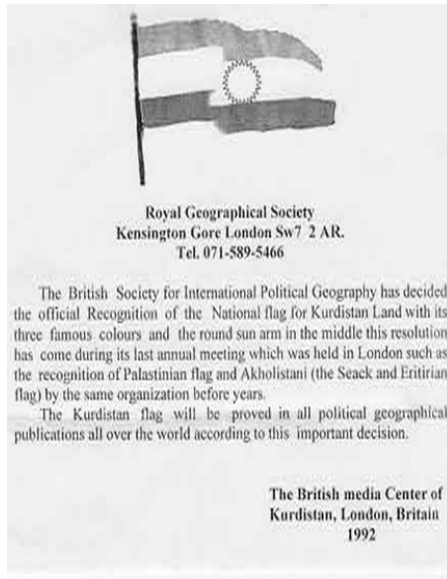 Royal Geographical Society
Kensington Gore London Sw7 2 AR.
Tel. 071-589-5466
The British Society for International Political Geography has decided
the official Recognition of the National flag for Kurdistan Land with its
three famous colours and the round sun arm in the middle this resolution
has come during its last annual meeting which was held in London such as
the recognition of Palastinian flag and Akholistani (the Seack and Eritirian
flag) by the same organization before years.
The Kurdistan flag will be proved in all political geographical
publications all over the world according to this important decision.
The British media Center of
Kurdistan, London, Britain
1992